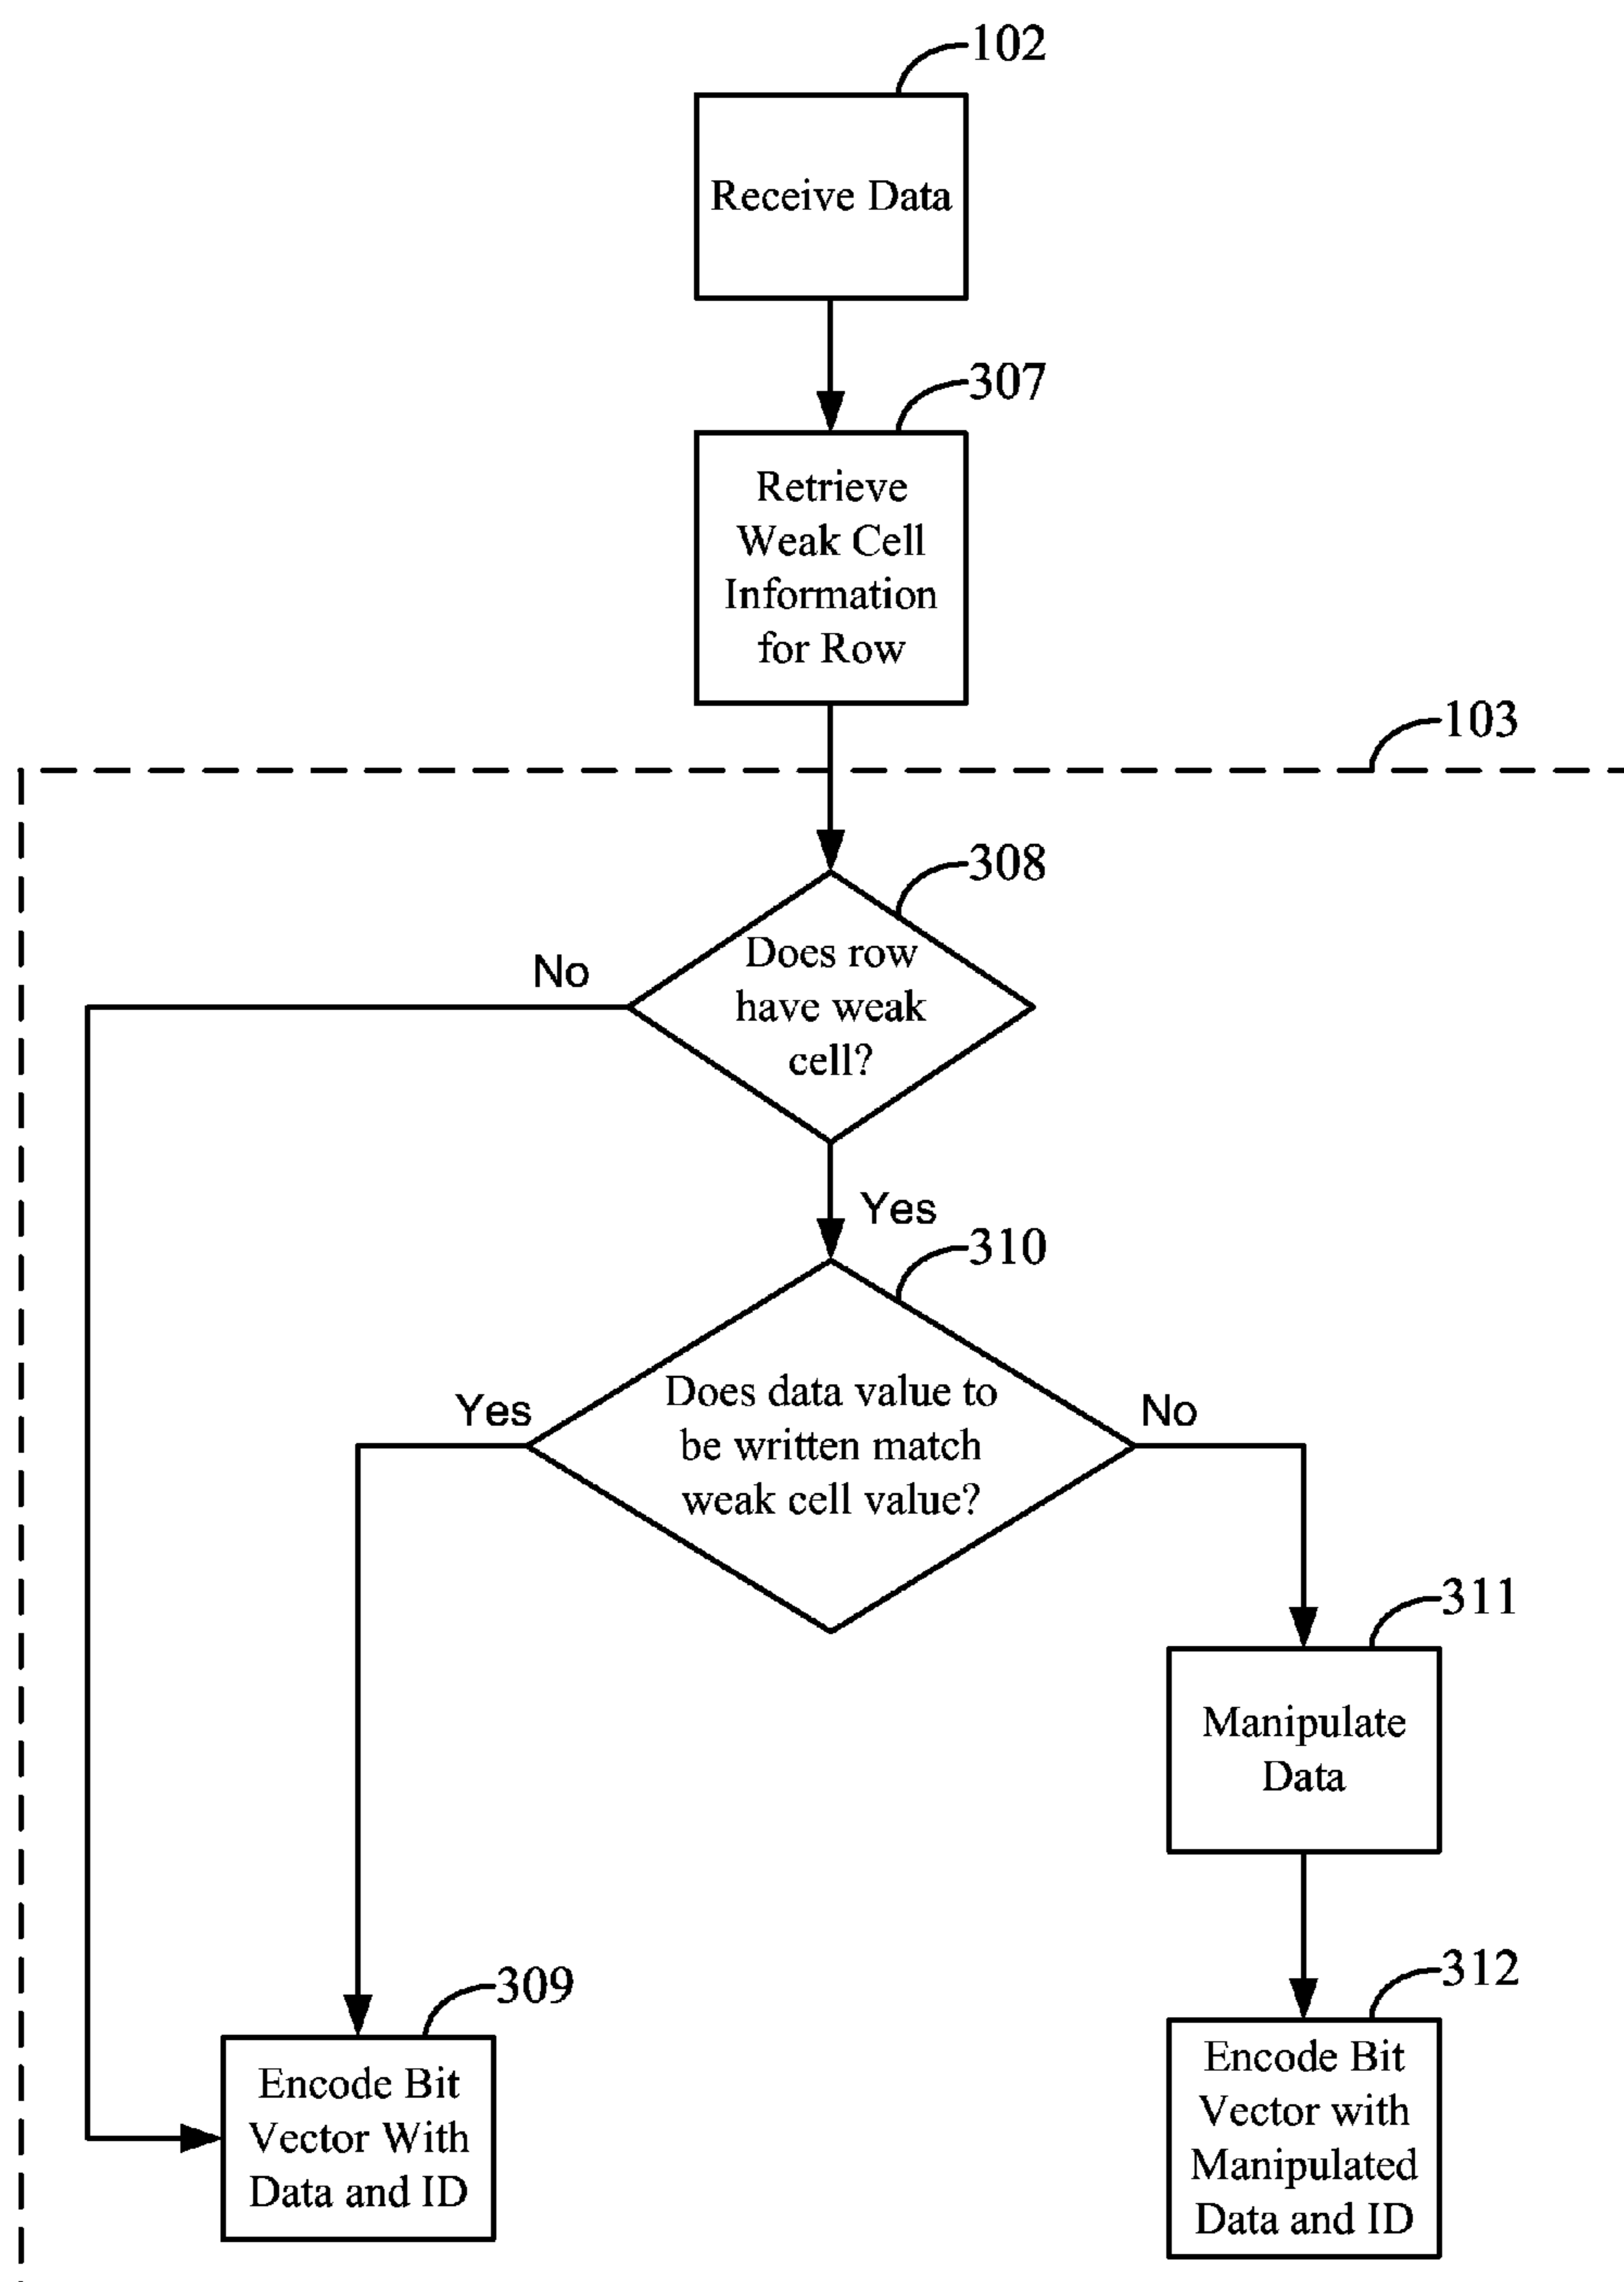 102
Receive Data
307
Retrieve
Weak Cell
Information
for Row
103
308
Does row
have weak
cell?
No
Yes
310
Does data value to
be written match
weak cell value?
Yes
No
311
Manipulate
Data
309
Encode Bit
Vector With
Data and ID
312
Encode Bit
Vector with
Manipulated
Data and ID